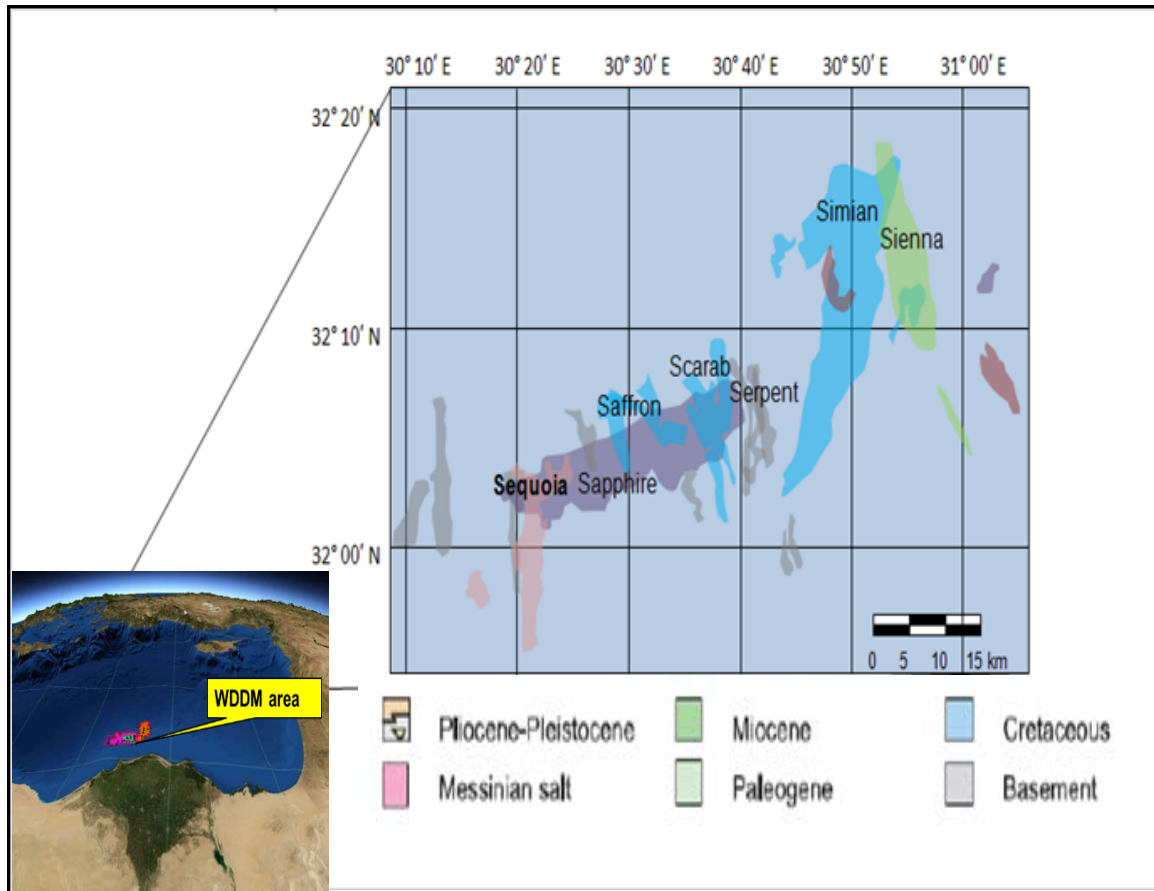 30° 10' E 30° 20' E 30° 30' E 30° 40' E 30° 50' E 31° 00' E
32° 20' N
Simian
Sienna
32° 10' N
Scarab
Serpent
Saffron
Sequoia Sapphire
32° 00' N
0 5 10 15 km
WDDM area
Pliocene-Pleistocene Miocene Cretaceous
Messinian salt Paleogene Basement